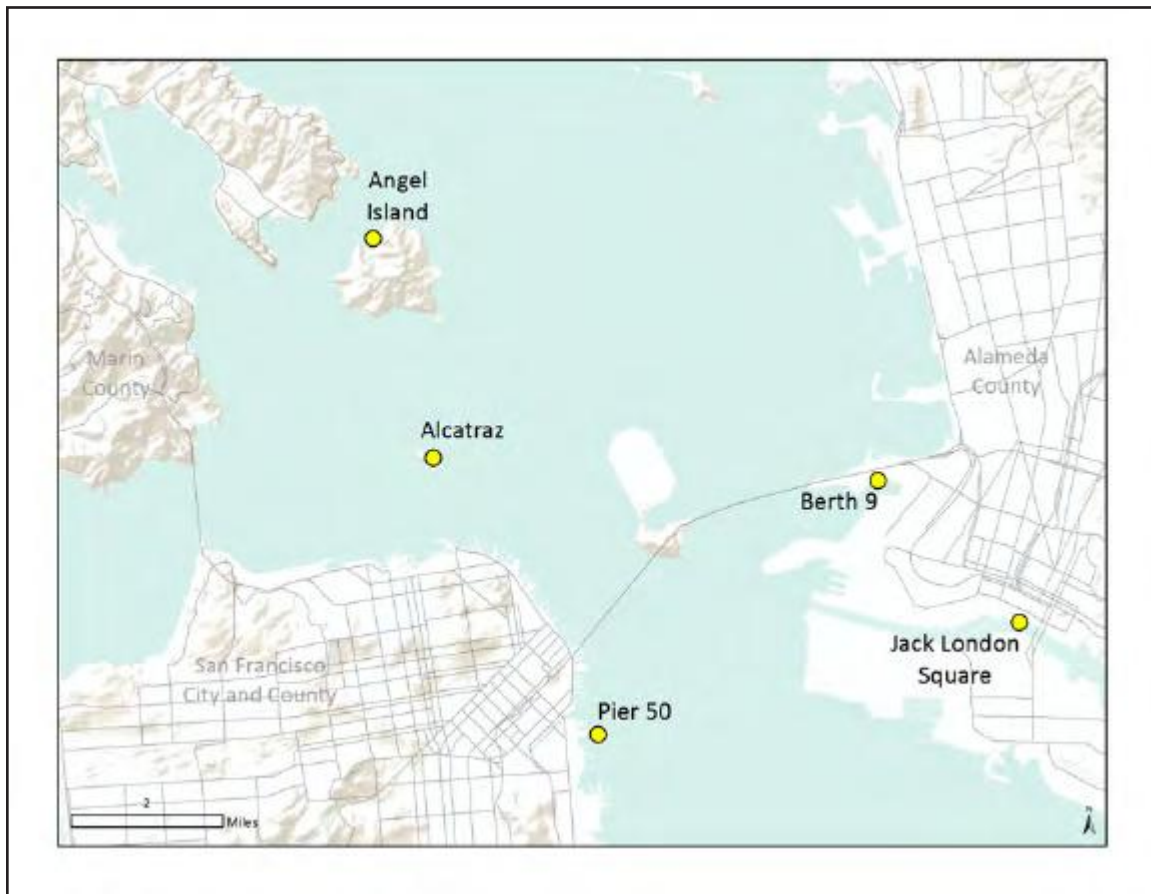 Angel
Island
Marin
County
Alameda
County
Alcatraz
Berth 9
Jack London
Square
San Francisco
City and County
Pier 50
2
Miles
N